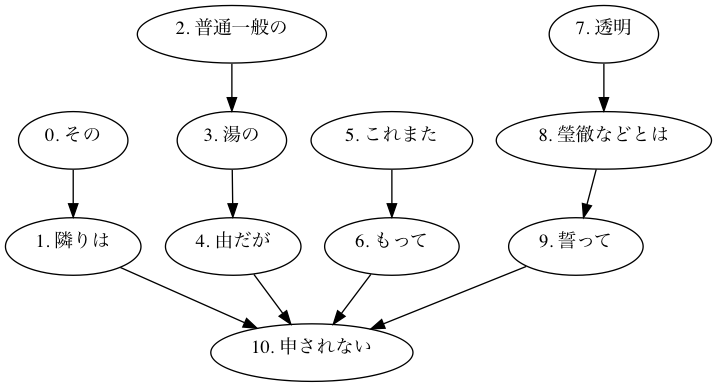 2. 普通一般の
7. 透明
0. その
3. 湯の
5. これまた
8. 瑩徹などとは
1. 隣りは
4. 由だが
6. もって
9. 誓って
10. 申されない